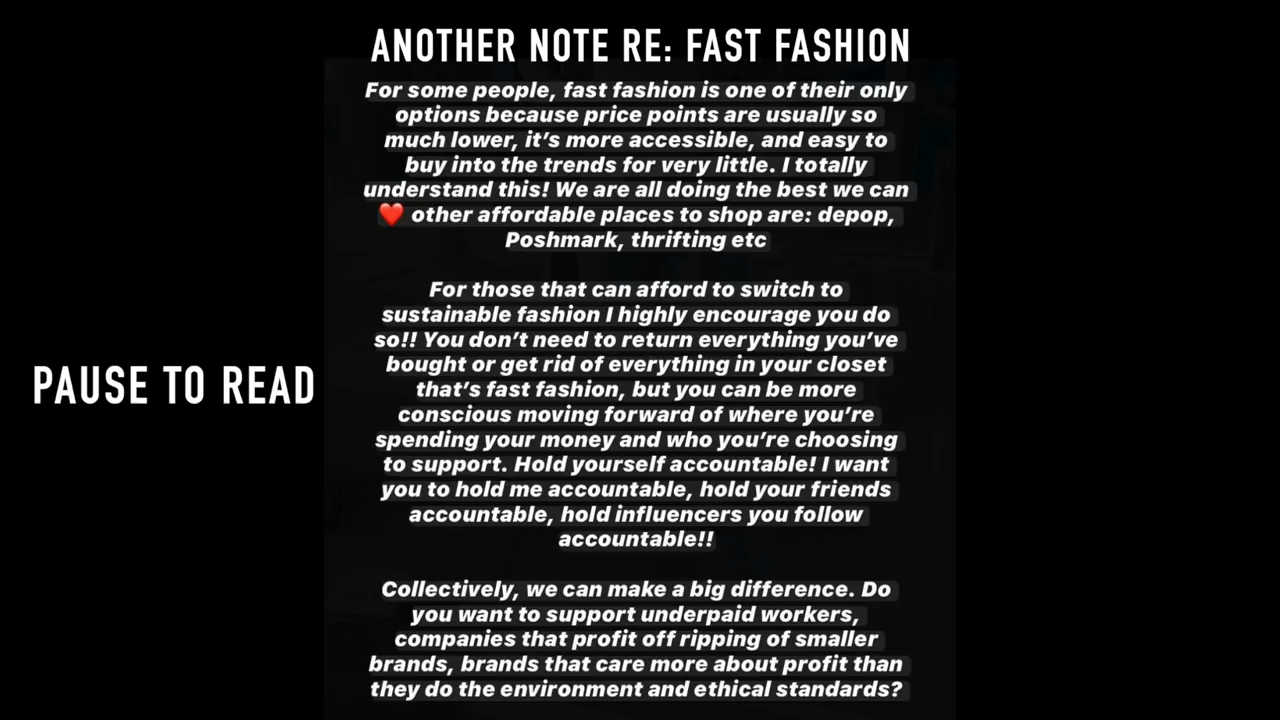 ANOTHER NOTE RE: FAST FASHION
For some people, fast fashion is one of their only
options because price points are usually so
much lower, it's more accessible, and easy to
buy into the trends for very little. I totally
understand this! We are all doing the best we can
❤️ other affordable places to shop are: depop,
Poshmark, thrifting etc
For those that can afford to switch to
sustainable fashion I highly encourage you do
so!! You don't need to return everything you've
bought or get rid of everything in your closet
that's fast fashion, but you can be more
conscious moving forward of where you're
spending your money and who you're choosing
to support. Hold yourself accountable! I want
you to hold me accountable, hold your friends
accountable, hold influencers you follow
accountable!!
Collectively, we can make a big difference. Do
you want to support underpaid workers,
companies that profit off ripping of smaller
brands, brands that care more about profit than
they do the environment and ethical standards?
PAUSE TO READ